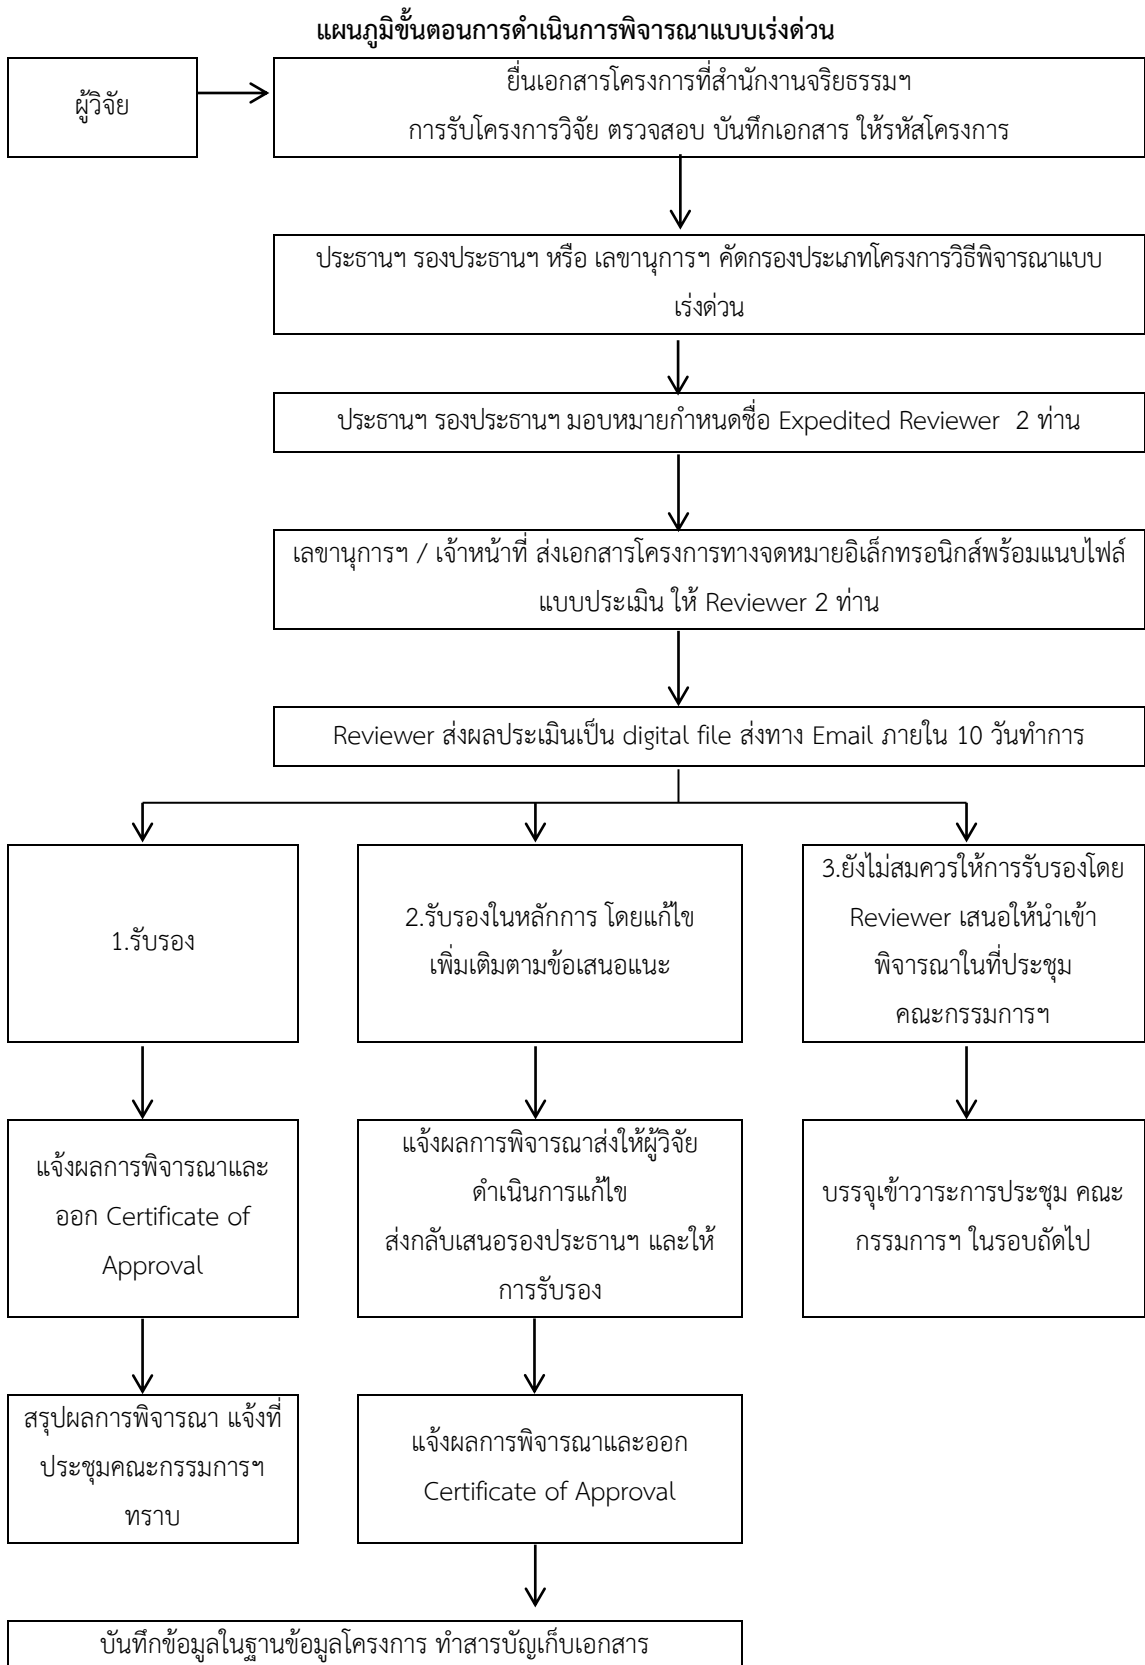 แผนภูมิขั้นตอนการดำเนินการพิจารณาแบบเร่งด่วน
ผู้วิจัย
ยื่นเอกสารโครงการที่สำนักงานจริยธรรมฯ
การรับโครงการวิจัย ตรวจสอบ บันทึกเอกสาร ให้รหัสโครงการ
ประธานฯ รองประธานฯ หรือ เลขานุการฯ คัดกรองประเภทโครงการวิธีพิจารณาแบบ
เร่งด่วน
ประธานฯ รองประธานฯ มอบหมายกำหนดชื่อ Expedited Reviewer 2 ท่าน
เลขานุการฯ / เจ้าหน้าที่ ส่งเอกสารโครงการทางจดหมายอิเล็กทรอนิกส์พร้อมแนบไฟล์
แบบประเมิน ให้ Reviewer 2 ท่าน
Reviewer ส่งผลประเมินเป็น digital file ส่งทาง Email ภายใน 10 วันทำการ
1.รับรอง
2.รับรองในหลักการ โดยแก้ไข
เพิ่มเติมตามข้อเสนอแนะ
3.ยังไม่สมควรให้การรับรองโดย
Reviewer เสนอให้นำเข้า
พิจารณาในที่ประชุม
คณะกรรมการฯ
แจ้งผลการพิจารณาและ
ออก Certificate of
Approval
แจ้งผลการพิจารณาส่งให้ผู้วิจัย
ดำเนินการแก้ไข
ส่งกลับเสนอรองประธานฯ และให้
การรับรอง
บรรจุเข้าวาระการประชุม คณะ
กรรมการฯ ในรอบถัดไป
สรุปผลการพิจารณา แจ้งที่
ประชุมคณะกรรมการฯ
ทราบ
แจ้งผลการพิจารณาและออก
Certificate of Approval
บันทึกข้อมูลในฐานข้อมูลโครงการ ทำสารบัญเก็บเอกสาร